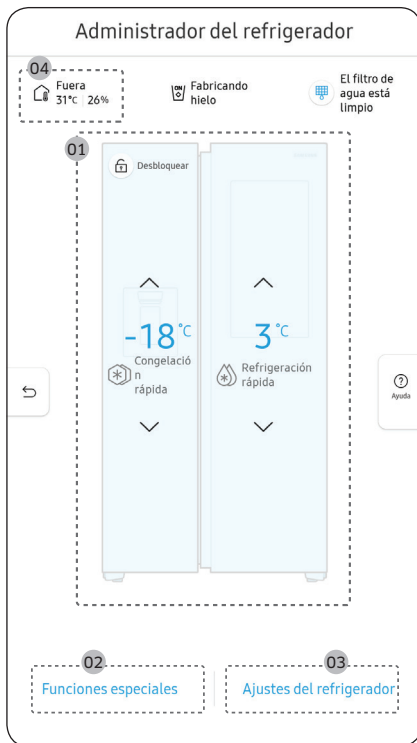 Administrador del refrigerador
04
Fuera
31°C 26%
ON
Fabricando
hielo
El filtro de
agua está
limpio
01
Desbloquear
-18°C
Congelació
n
rápida
3°C
Refrigeración
rápida
?
Ayuda
02
Funciones especiales
03
Ajustes del refrigerador